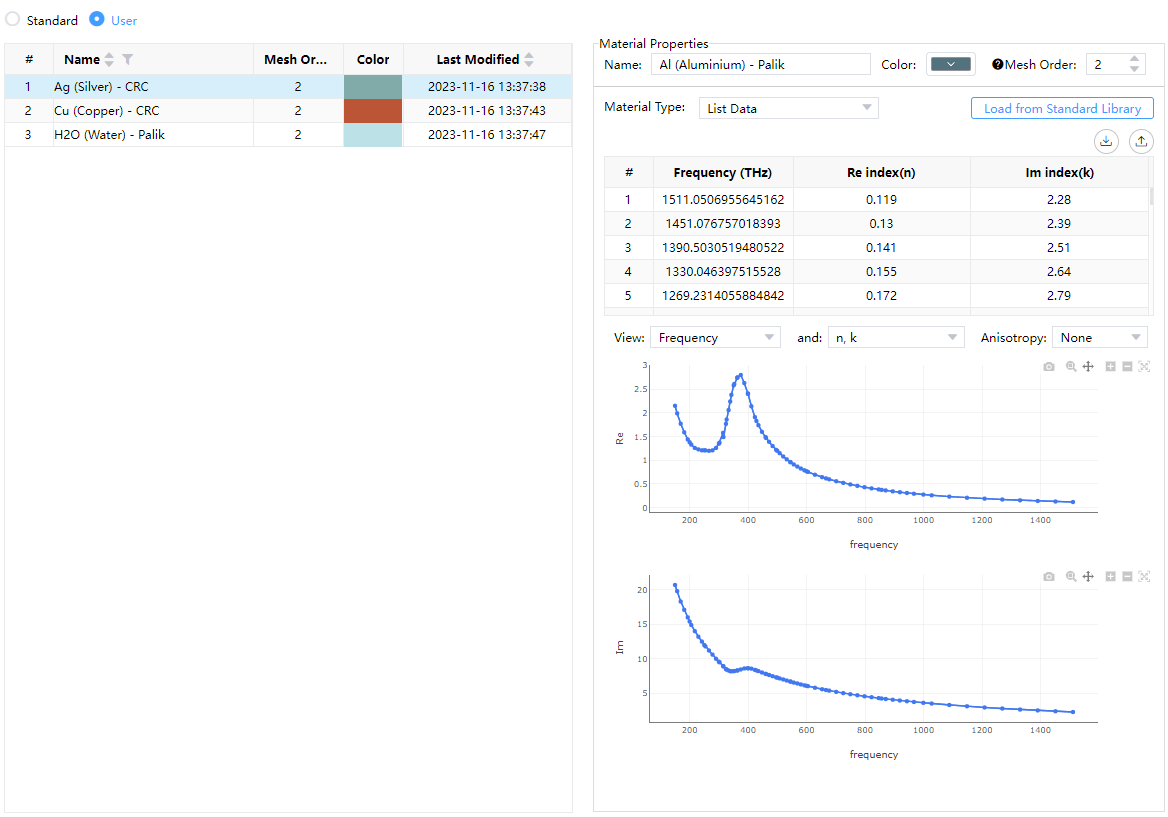 Standard User
# Name Mesh Or... Color Last Modified
1 Ag (Silver) - CRC 2 2023-11-16 13:37:38
2 Cu (Copper) - CRC 2 2023-11-16 13:37:43
3 H2O (Water) - Palik 2 2023-11-16 13:37:47
Material Properties
Name: Al (Aluminium) - Palik Color: ?Mesh Order: 2
Material Type: List Data Load from Standard Library
# Frequency (THz) Re index(n) Im index(k)
1 1511.0506955645162 0.119 2.28
2 1451.076757018393 0.13 2.39
3 1390.5030519480522 0.141 2.51
4 1330.046397515528 0.155 2.64
5 1269.2314055884842 0.172 2.79
View: Frequency and: n, k Anisotropy: None
3
2.5
2
1.5
1
0.5
0
Re
200 400 600 800 1000 1200 1400
frequency
20
15
10
5
Im
200 400 600 800 1000 1200 1400
frequency